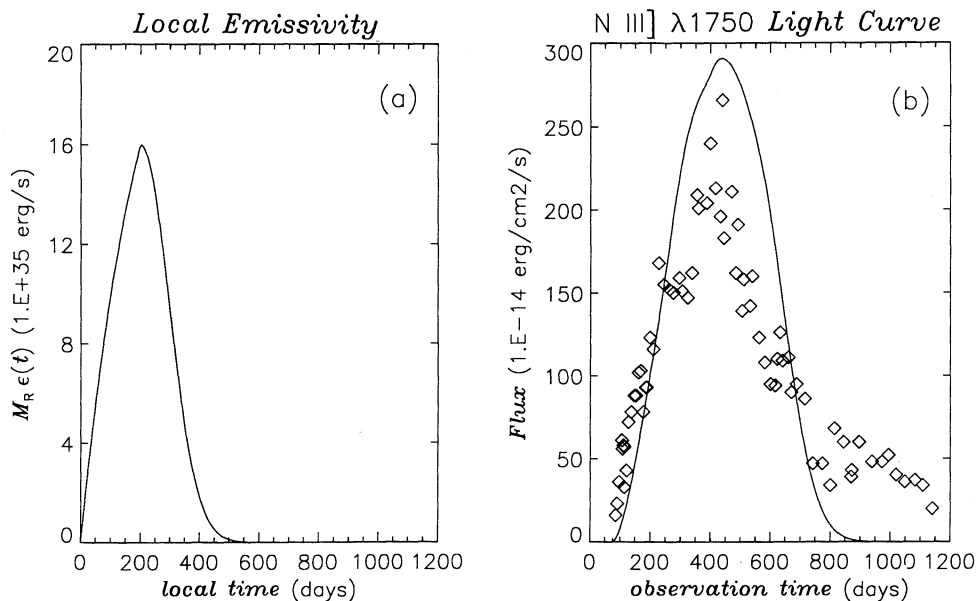 Local Emissivity
(a)
M_R ϵ(t) (1.E+35 erg/s)
20
16
12
8
4
0
0 200 400 600 800 1000 1200
local time (days)
N III] λ1750 Light Curve
(b)
Flux (1.E−14 erg/cm2/s)
300
250
200
150
100
50
0
0 200 400 600 800 1000 1200
observation time (days)